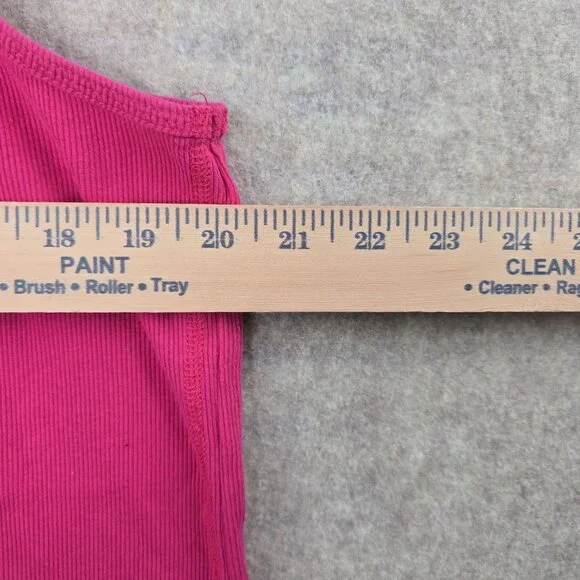 18 19 20 21 22 23 24
PAINT CLEAN
• Brush • Roller • Tray • Cleaner •